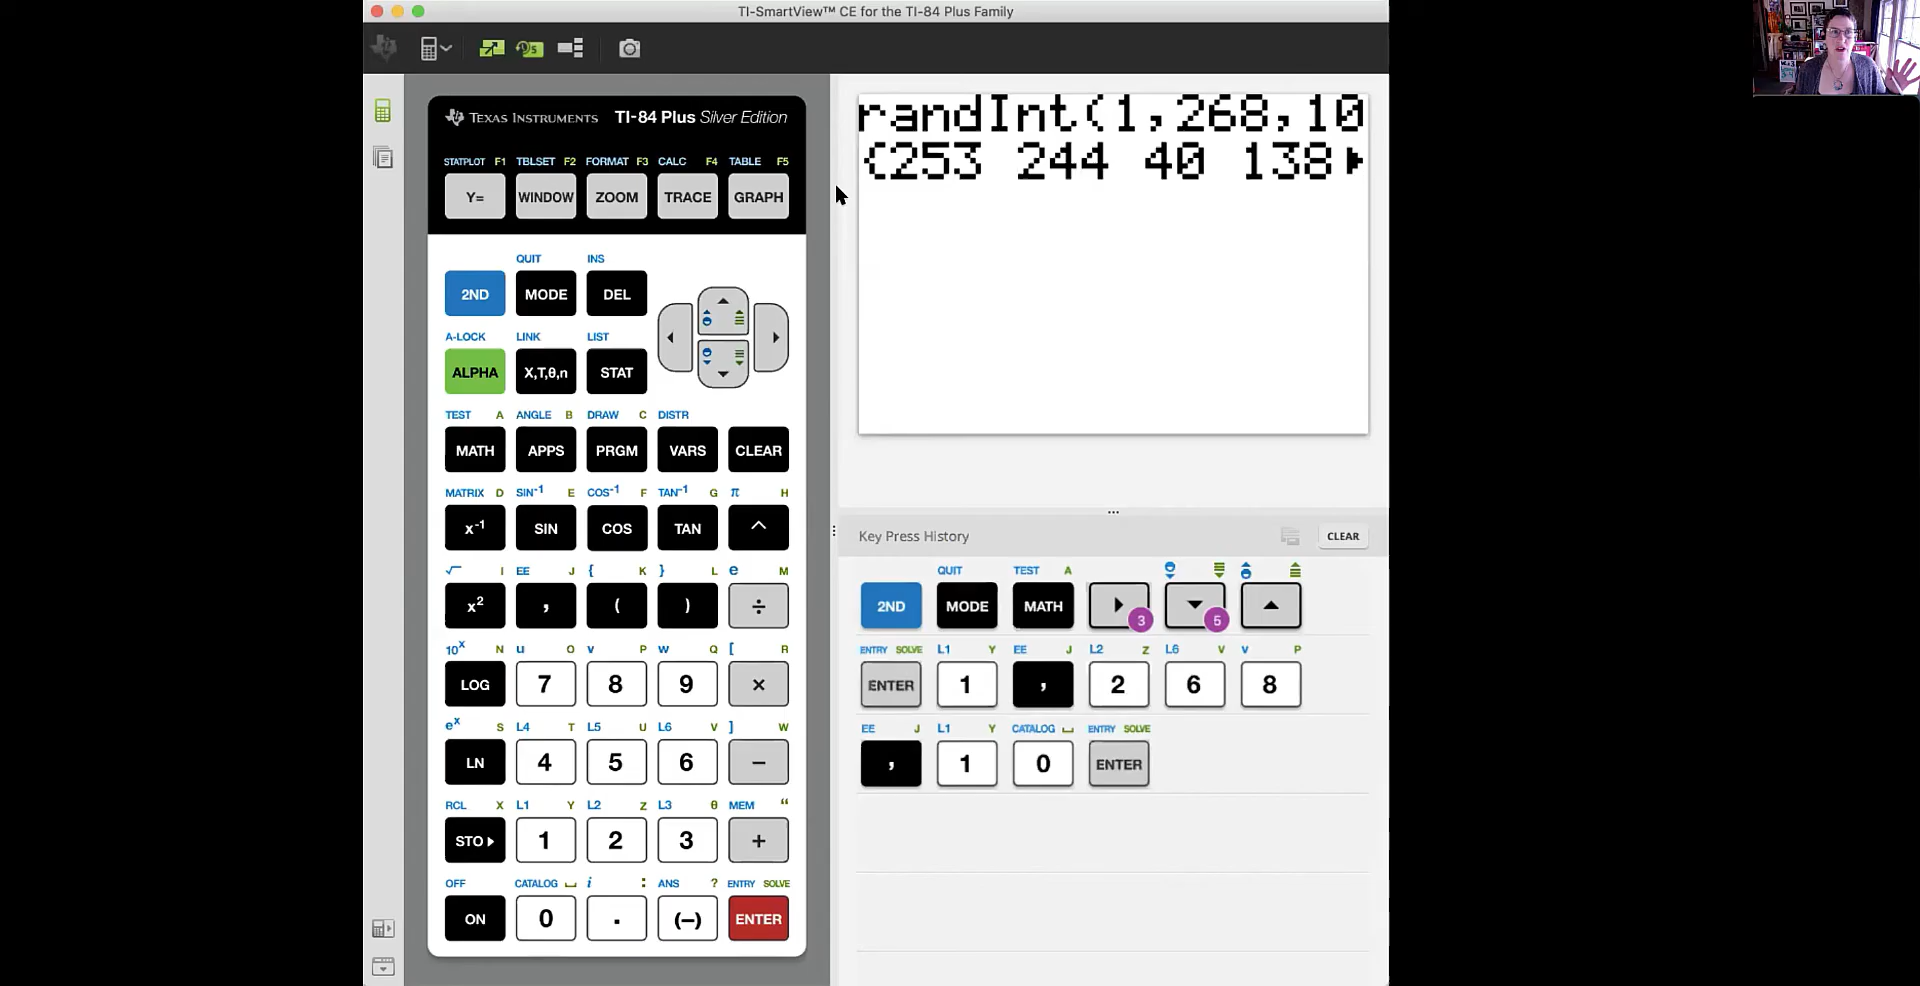 TI-SmartView™ CE for the TI-84 Plus Family
TEXAS INSTRUMENTS TI-84 Plus Silver Edition
STATPLOT F1 TBLSET F2 FORMAT F3 CALC F4 TABLE F5
Y= WINDOW ZOOM TRACE GRAPH
QUIT INS
2ND MODE DEL
A-LOCK LINK LIST
ALPHA X,T,θ,n STAT
TEST A ANGLE B DRAW C DISTR
MATH APPS PRGM VARS CLEAR
MATRIX D SIN⁻¹ E COS⁻¹ F TAN⁻¹ G π H
x⁻¹ SIN COS TAN ^
√ I EE J { K } L e M
x² , ( ) ÷
10ˣ N u O v P w Q [ R
LOG 7 8 9 ×
eˣ S L4 T L5 U L6 V ] W
LN 4 5 6 −
RCL X L1 Y L2 Z L3 θ MEM “
STO▸ 1 2 3 +
OFF CATALOG ⎵ i : ANS ? ENTRY SOLVE
ON 0 . (−) ENTER
randInt(1,268,10
{253 244 40 138▸
Key Press History CLEAR
QUIT TEST A
2ND MODE MATH 3 5
ENTRY SOLVE L1 Y EE J L2 Z L6 V v P
ENTER 1 , 2 6 8
EE J L1 Y CATALOG ⎵ ENTRY SOLVE
, 1 0 ENTER